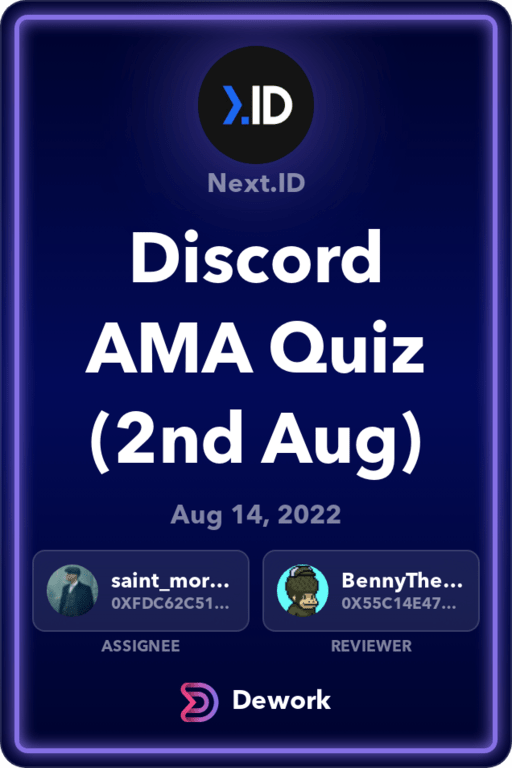 .ID
Next.ID
Discord
AMA Quiz
(2nd Aug)
Aug 14, 2022
saint_mor...
0XFDC62C51...
ASSIGNEE
BennyThe...
0X55C14E47...
REVIEWER
Dework